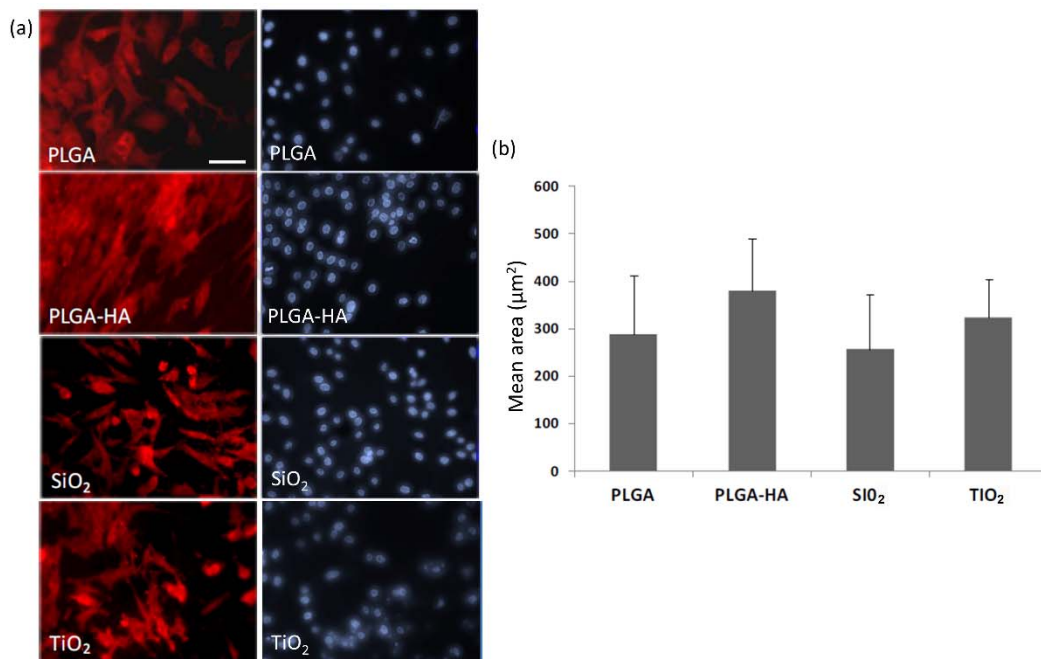 (a)
PLGA
PLGA
PLGA-HA
PLGA-HA
SiO₂
SiO₂
TiO₂
TiO₂
(b)
Mean area (µm²)
600
500
400
300
200
100
0
PLGA PLGA-HA SI0₂ TIO₂